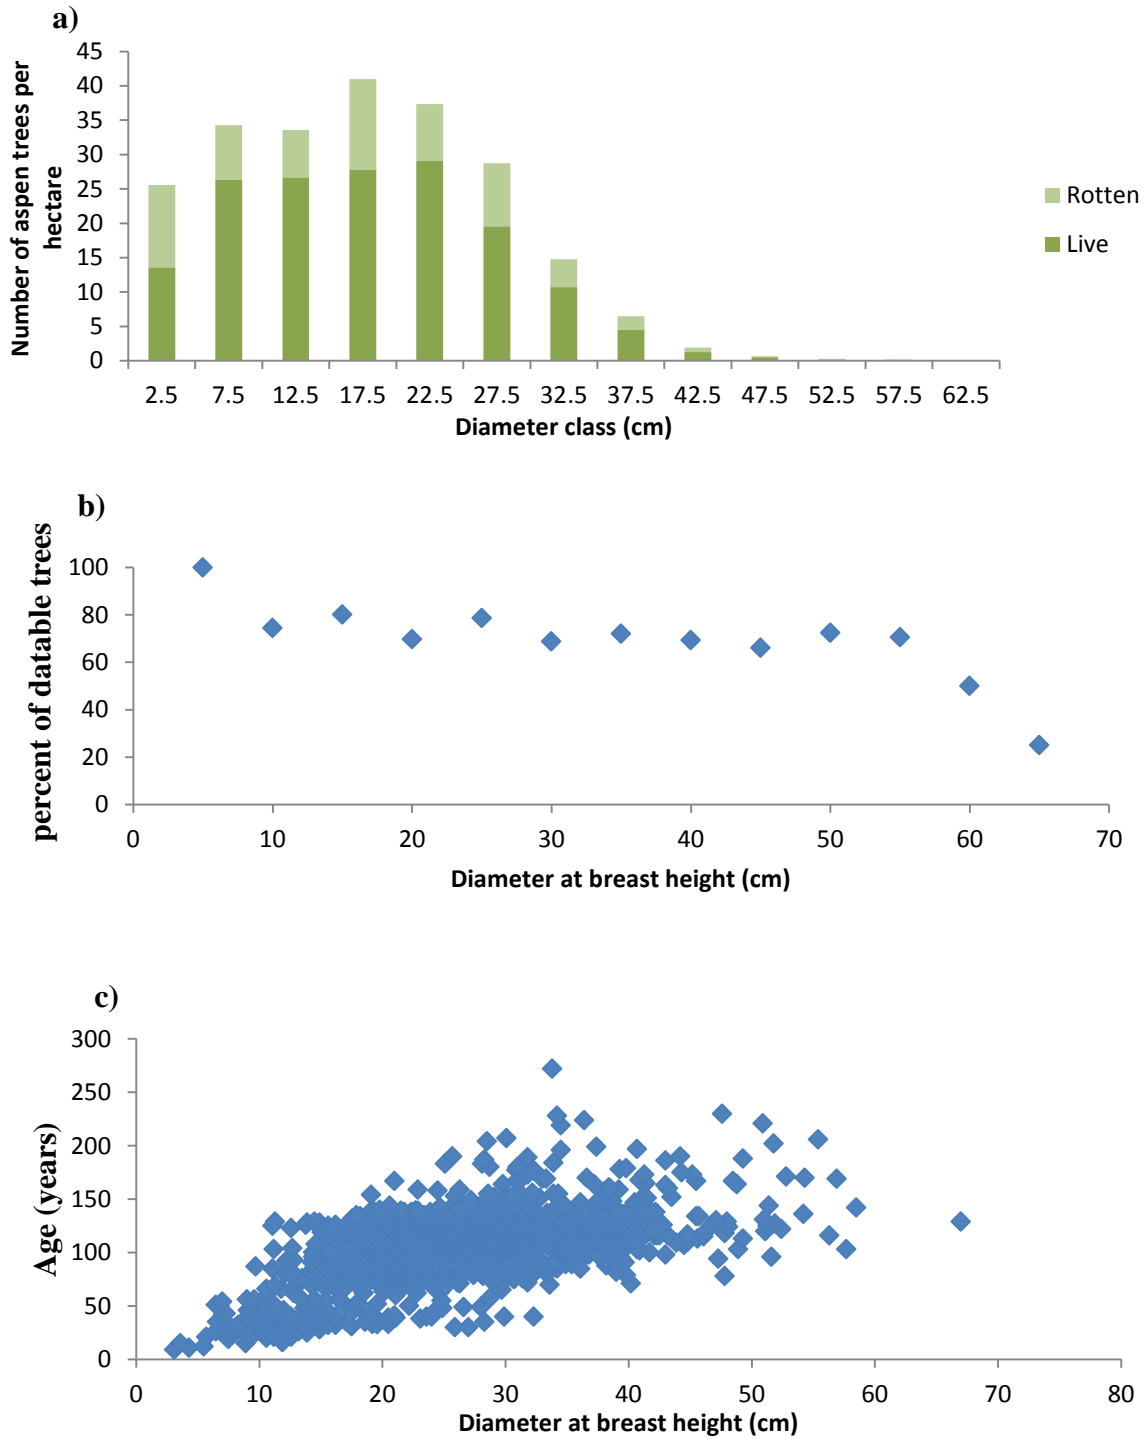 a)
Number of aspen trees per
hectare
45
40
35
30
25
20
15
10
5
0
2.5 7.5 12.5 17.5 22.5 27.5 32.5 37.5 42.5 47.5 52.5 57.5 62.5
Diameter class (cm)
Rotten
Live
b)
percent of datable trees
100
80
60
40
20
0
0 10 20 30 40 50 60 70
Diameter at breast height (cm)
c)
Age (years)
300
250
200
150
100
50
0
0 10 20 30 40 50 60 70 80
Diameter at breast height (cm)